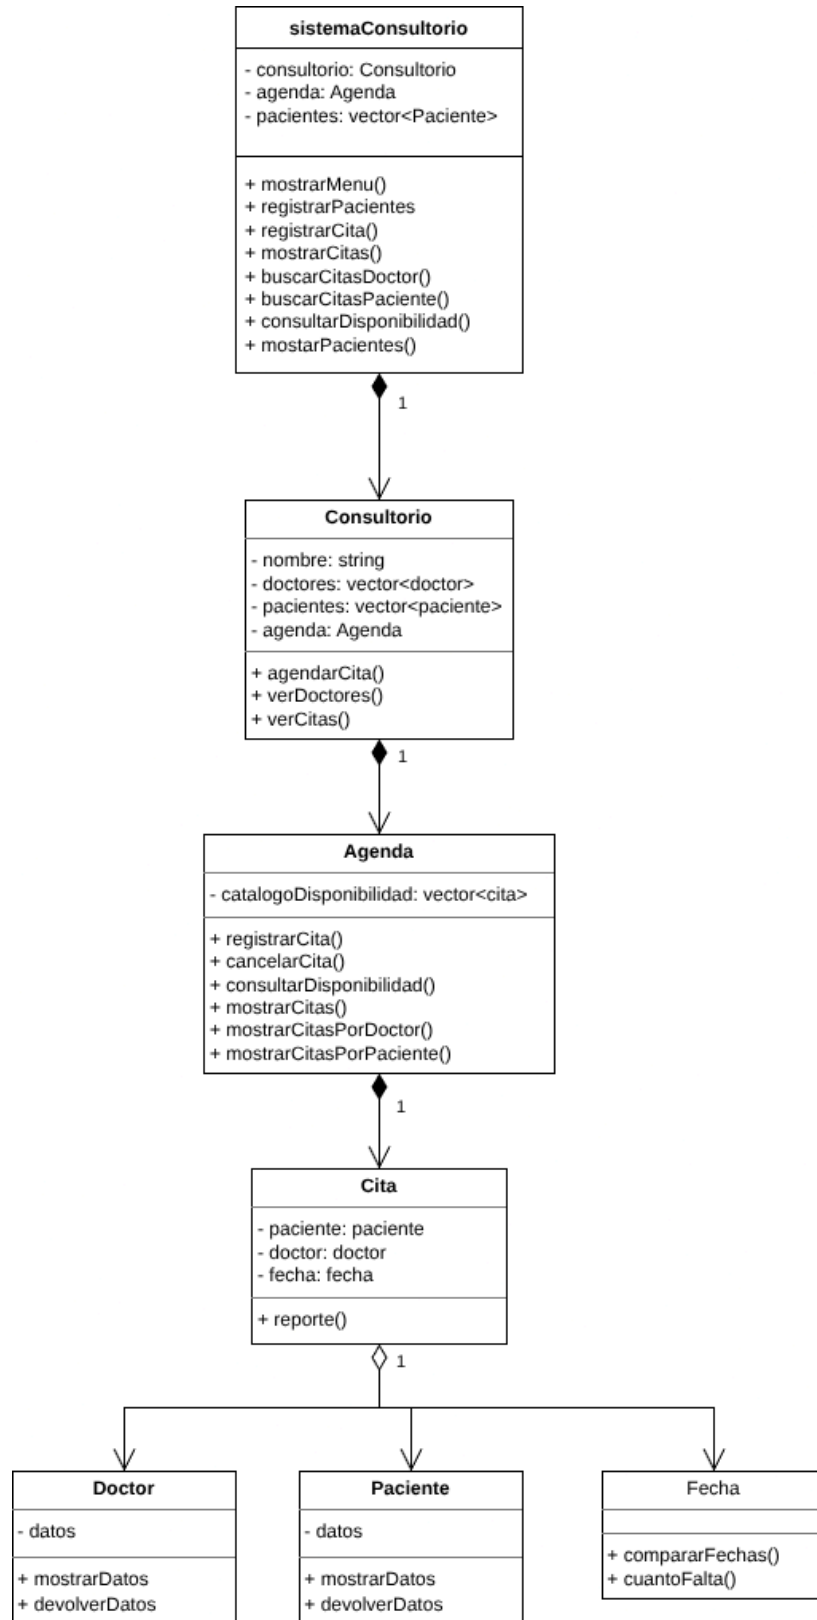 sistemaConsultorio
- consultorio: Consultorio
- agenda: Agenda
- pacientes: vector<Paciente>
+ mostrarMenu()
+ registrarPacientes
+ registrarCita()
+ mostrarCitas()
+ buscarCitasDoctor()
+ buscarCitasPaciente()
+ consultarDisponibilidad()
+ mostarPacientes()
1
Consultorio
- nombre: string
- doctores: vector<doctor>
- pacientes: vector<paciente>
- agenda: Agenda
+ agendarCita()
+ verDoctores()
+ verCitas()
1
Agenda
- catalogoDisponibilidad: vector<cita>
+ registrarCita()
+ cancelarCita()
+ consultarDisponibilidad()
+ mostrarCitas()
+ mostrarCitasPorDoctor()
+ mostrarCitasPorPaciente()
1
Cita
- paciente: paciente
- doctor: doctor
- fecha: fecha
+ reporte()
1
Doctor
- datos
+ mostrarDatos
+ devolverDatos
Paciente
- datos
+ mostrarDatos
+ devolverDatos
Fecha
+ compararFechas()
+ cuantoFalta()